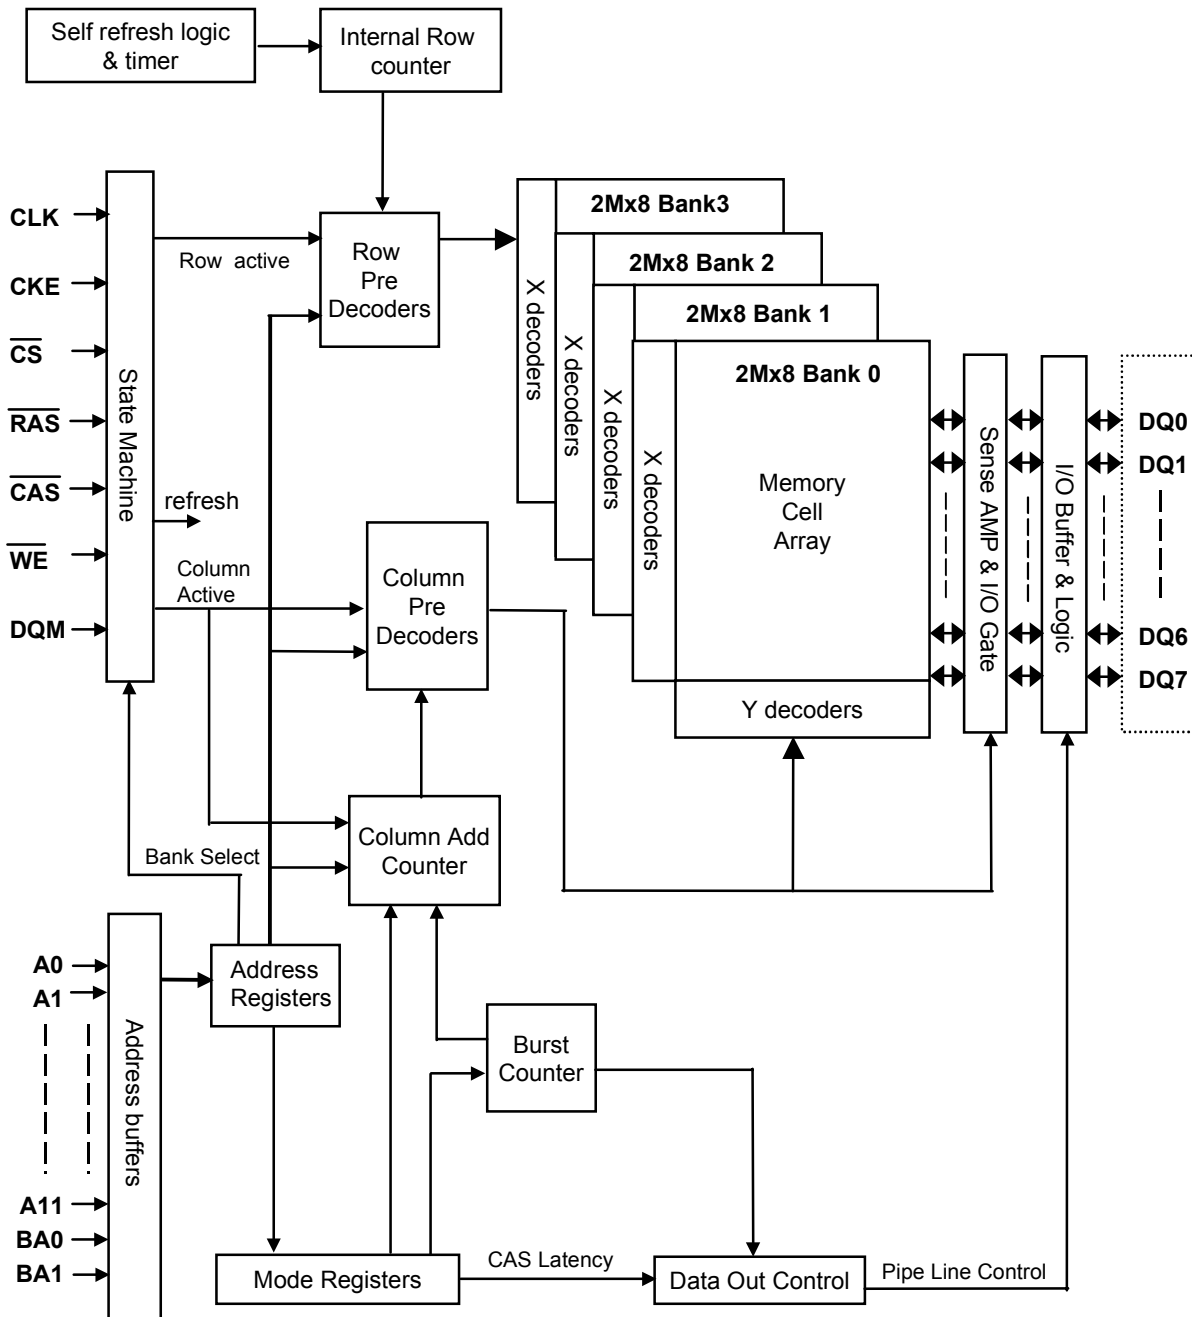 Self refresh logic
& timer
Internal Row
counter
CLK
CKE
CS
RAS
CAS
WE
DQM
State Machine
Row active
refresh
Column
Active
Bank Select
Row
Pre
Decoders
Column
Pre
Decoders
Column Add
Counter
X decoders
2Mx8 Bank3
X decoders
2Mx8 Bank 2
X decoders
2Mx8 Bank 1
X decoders
2Mx8 Bank 0
Memory
Cell
Array
Y decoders
Sense AMP & I/O Gate
I/O Buffer & Logic
DQ0
DQ1
DQ6
DQ7
A0
A1
A11
BA0
BA1
Address buffers
Address
Registers
Burst
Counter
Mode Registers
CAS Latency
Data Out Control
Pipe Line Control